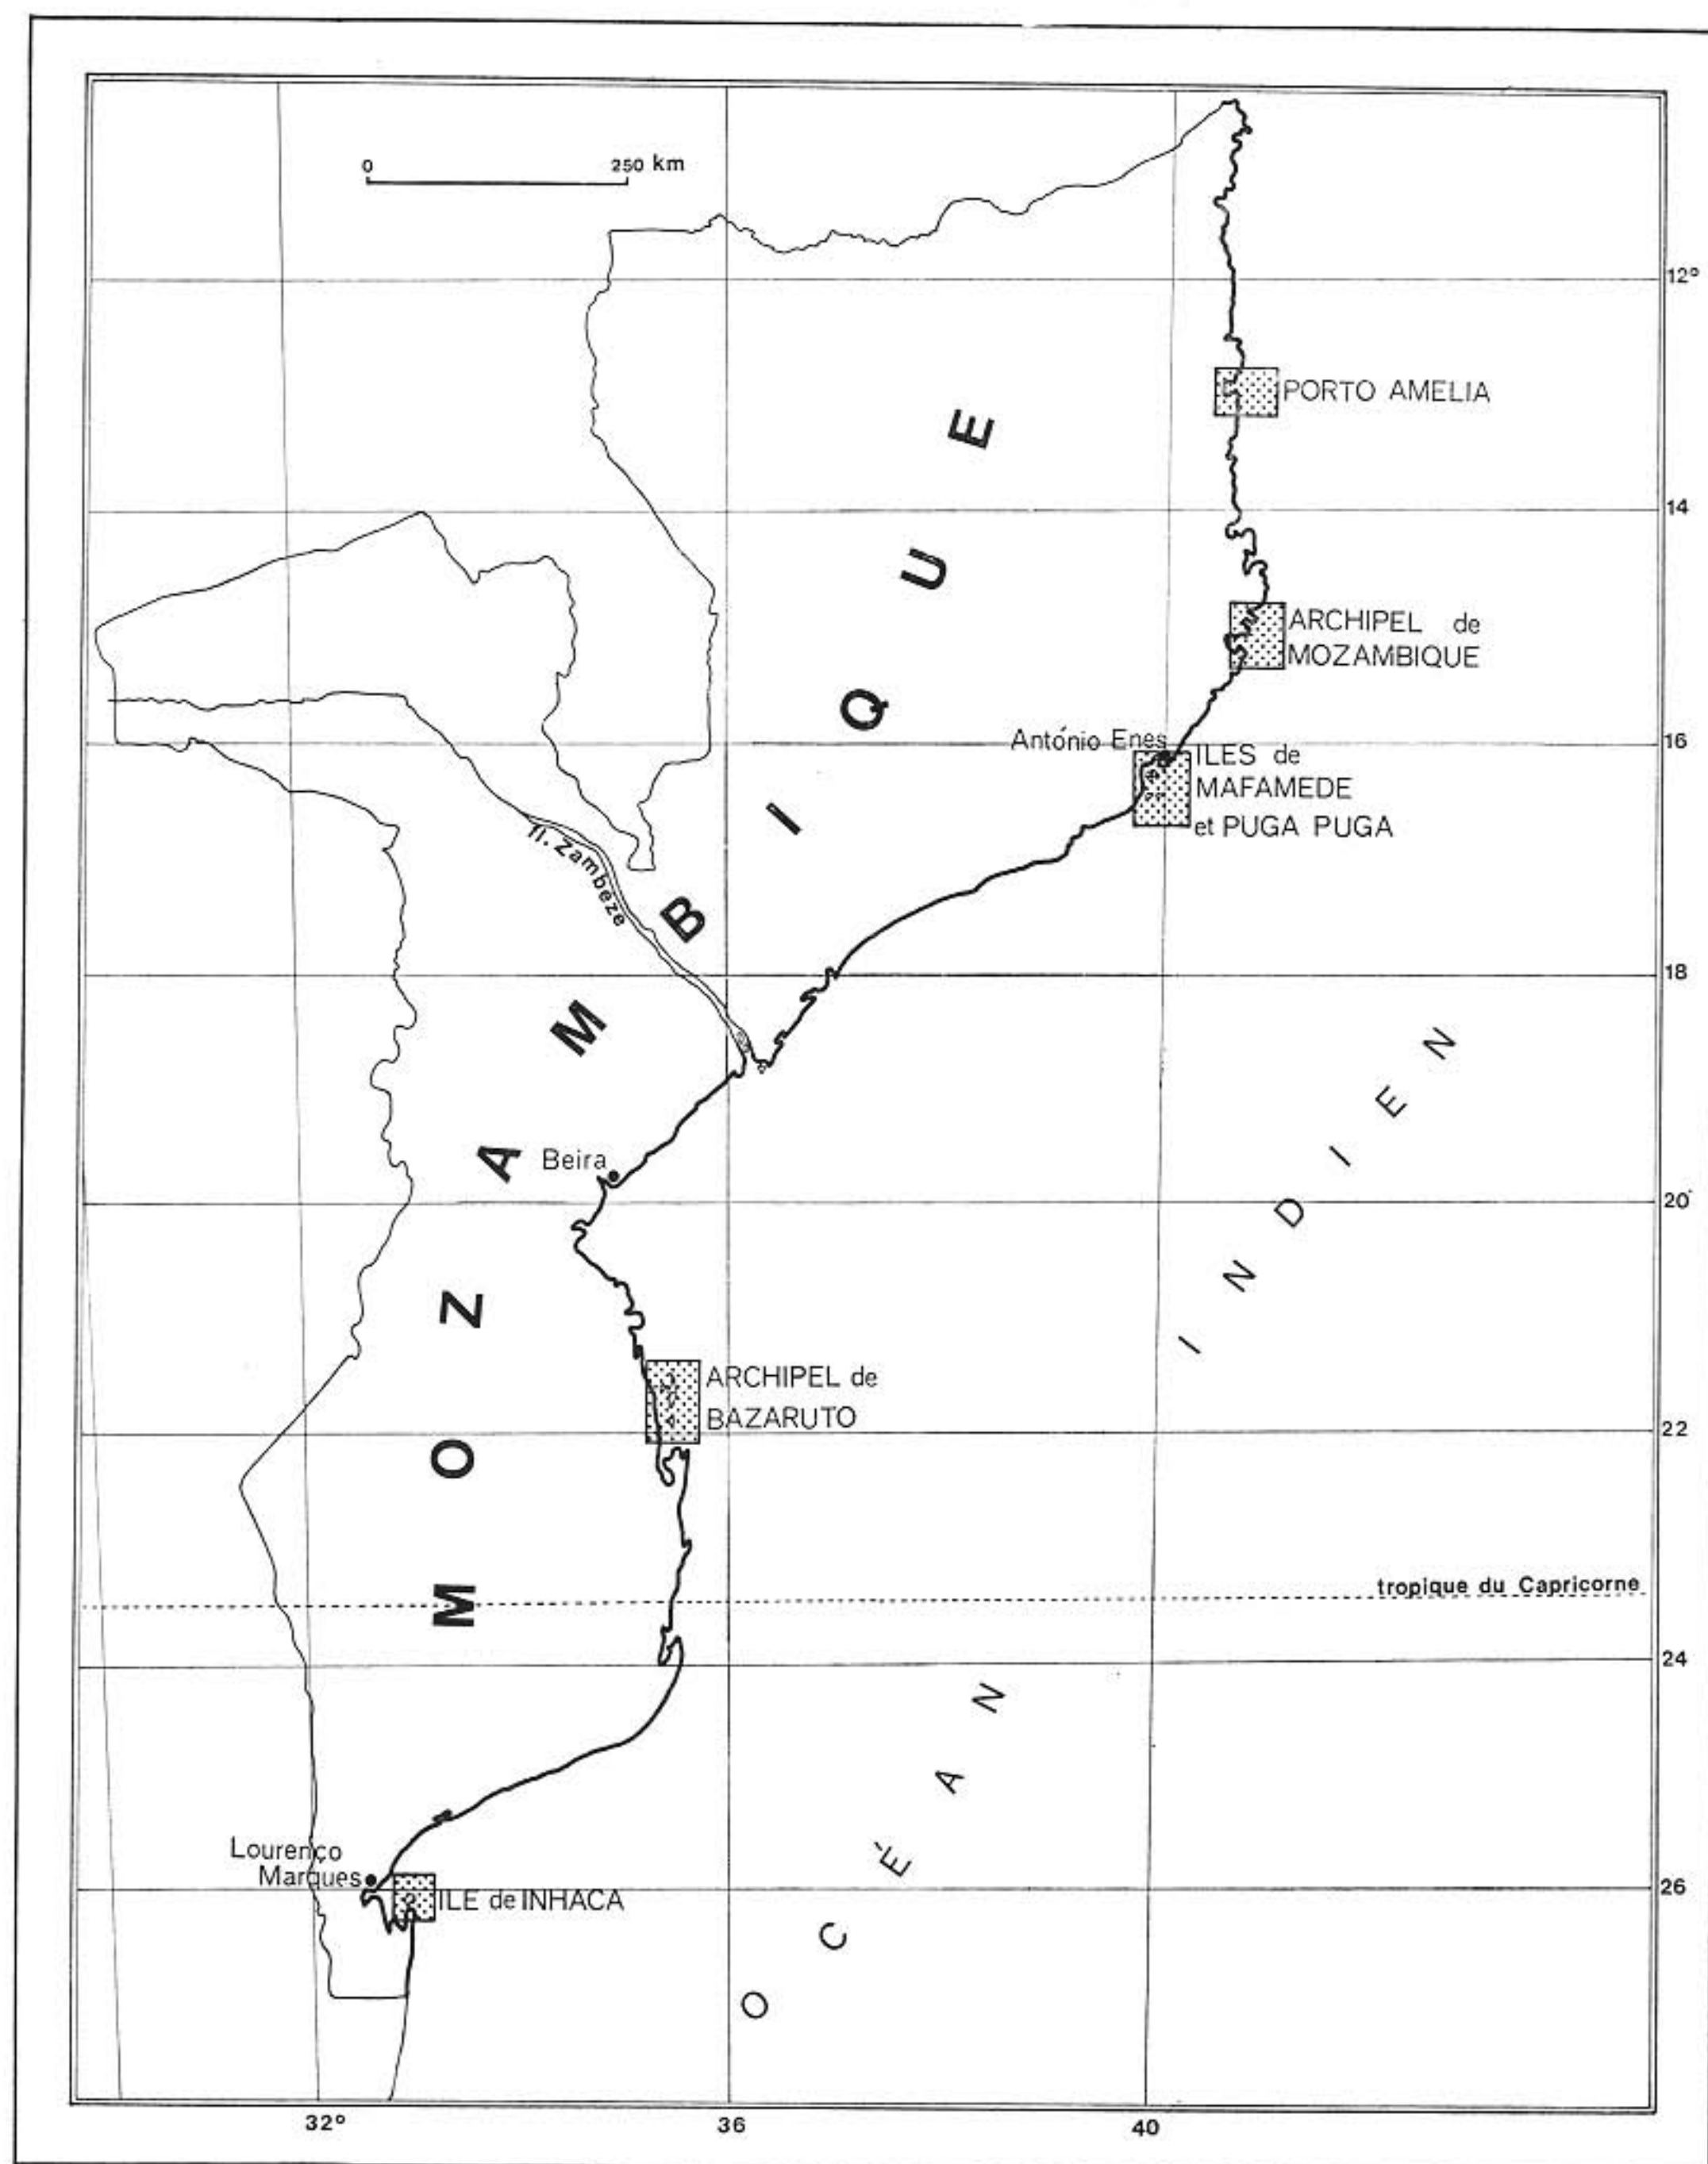 0 250 km
12°
PORTO AMELIA
14
ARCHIPEL de
MOZAMBIQUE
António Enes
16
ILES de
MAFAMEDE
et PUGA PUGA
fl. Zambèze
18
Beira
20°
ARCHIPEL de
BAZARUTO
22
tropique du Capricorne
24
Lourenço
Marques
26
ILE de INHACA
MOZAMBIQUE
OCÉAN INDIEN
32° 36 40